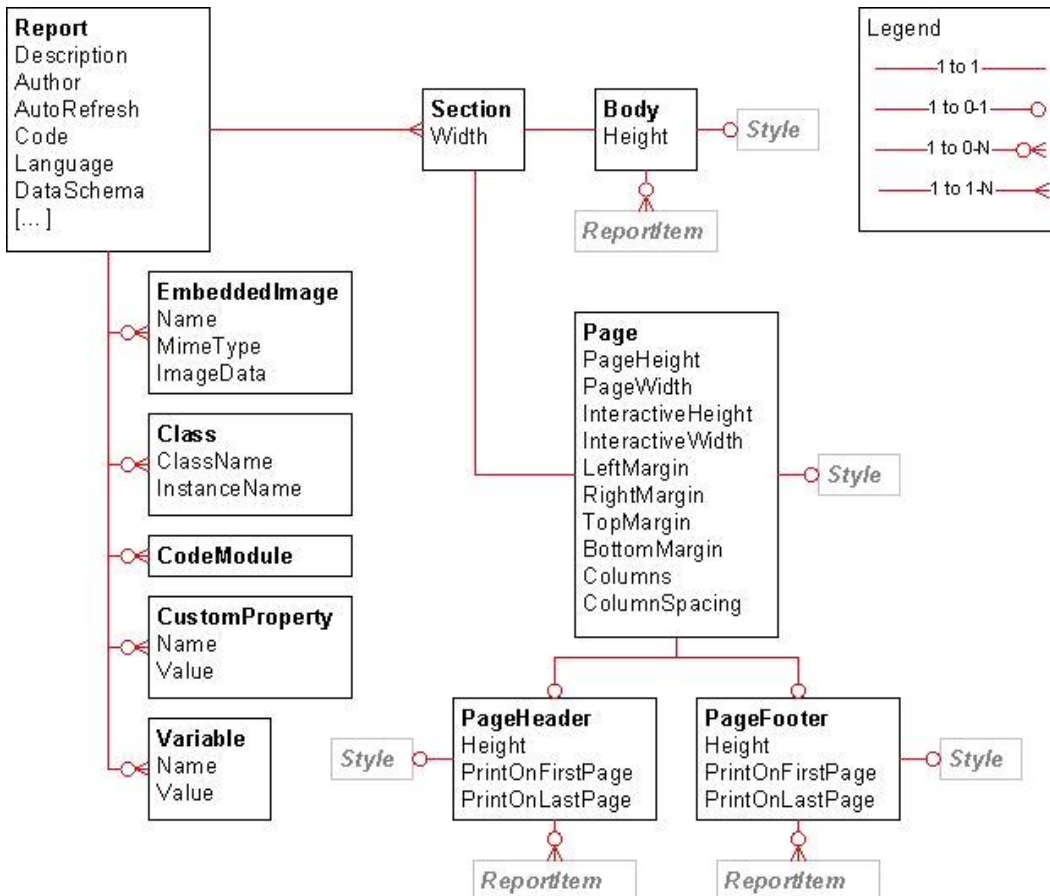 Report
Description
Author
AutoRefresh
Code
Language
DataSchema
[... ]
Section
Width
Body
Height
Style
ReportItem
Legend
1 to 1
1 to 0-1
1 to 0-N
1 to 1-N
EmbeddedImage
Name
MimeType
ImageData
Class
ClassName
InstanceName
CodeModule
CustomProperty
Name
Value
Variable
Name
Value
Page
PageHeight
PageWidth
InteractiveHeight
InteractiveWidth
LeftMargin
RightMargin
TopMargin
BottomMargin
Columns
ColumnSpacing
Style
Style
PageHeader
Height
PrintOnFirstPage
PrintOnLastPage
ReportItem
PageFooter
Height
PrintOnFirstPage
PrintOnLastPage
Style
ReportItem